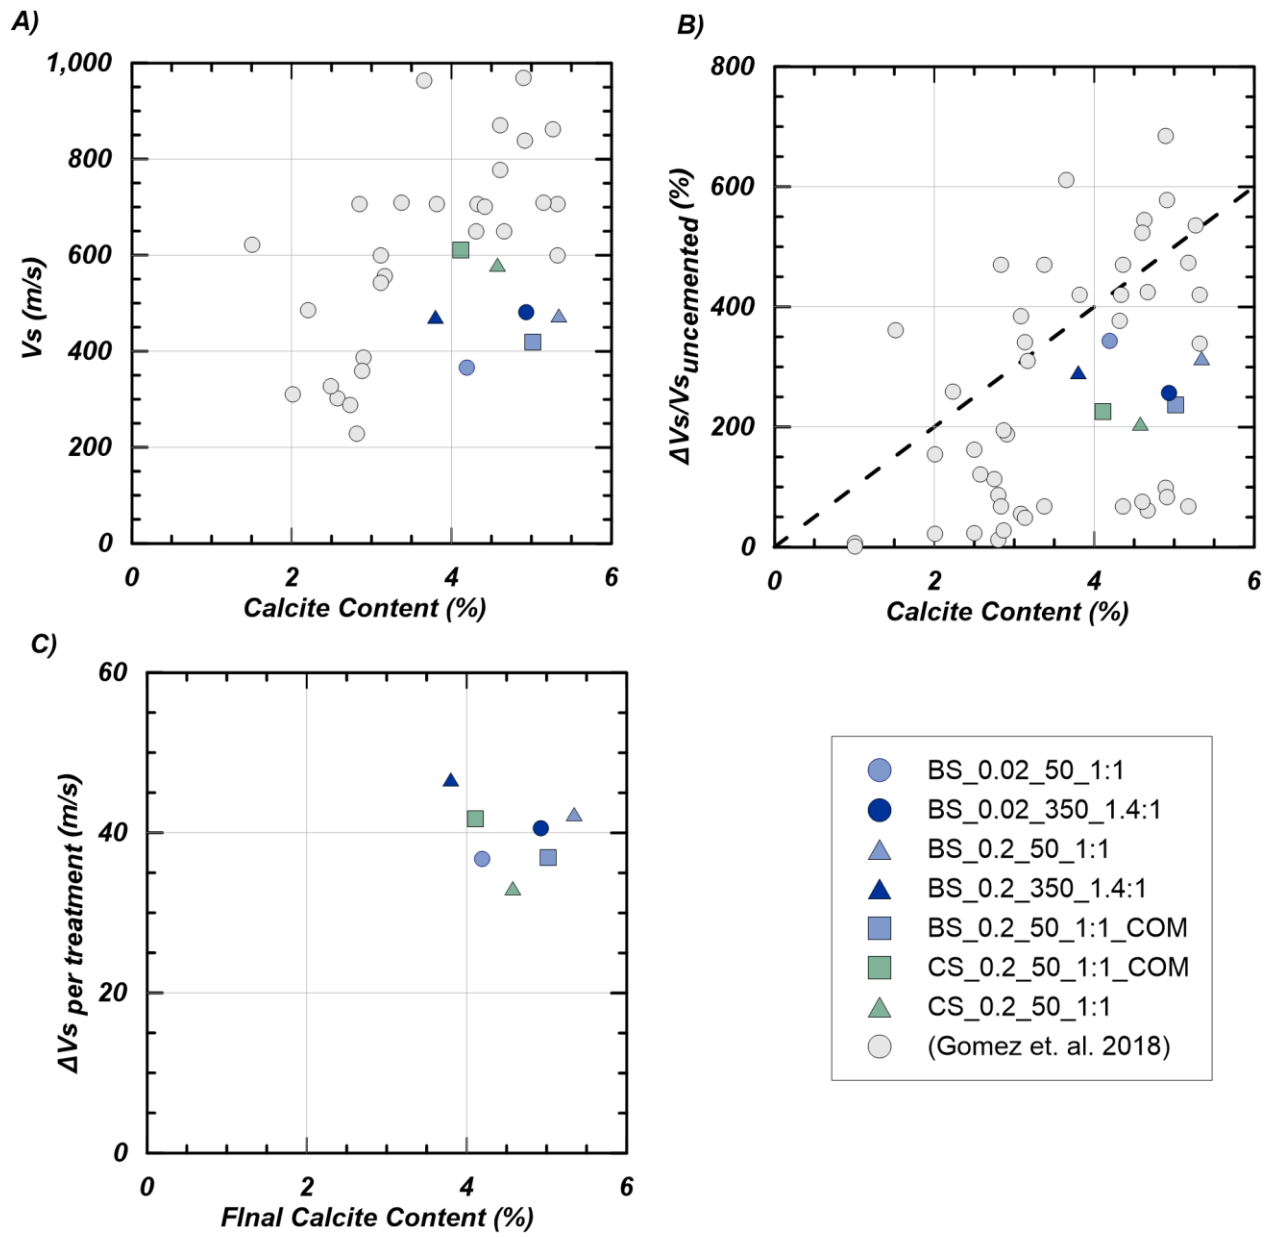 A)
1,000
800
600
400
200
0
Vs (m/s)
0 2 4 6
Calcite Content (%)
B)
800
600
400
200
0
ΔVs/Vsuncemented (%)
0 2 4 6
Calcite Content (%)
C)
60
40
20
0
ΔVs per treatment (m/s)
0 2 4 6
FInal Calcite Content (%)
BS_0.02_50_1:1
BS_0.02_350_1.4:1
BS_0.2_50_1:1
BS_0.2_350_1.4:1
BS_0.2_50_1:1_COM
CS_0.2_50_1:1_COM
CS_0.2_50_1:1
(Gomez et. al. 2018)